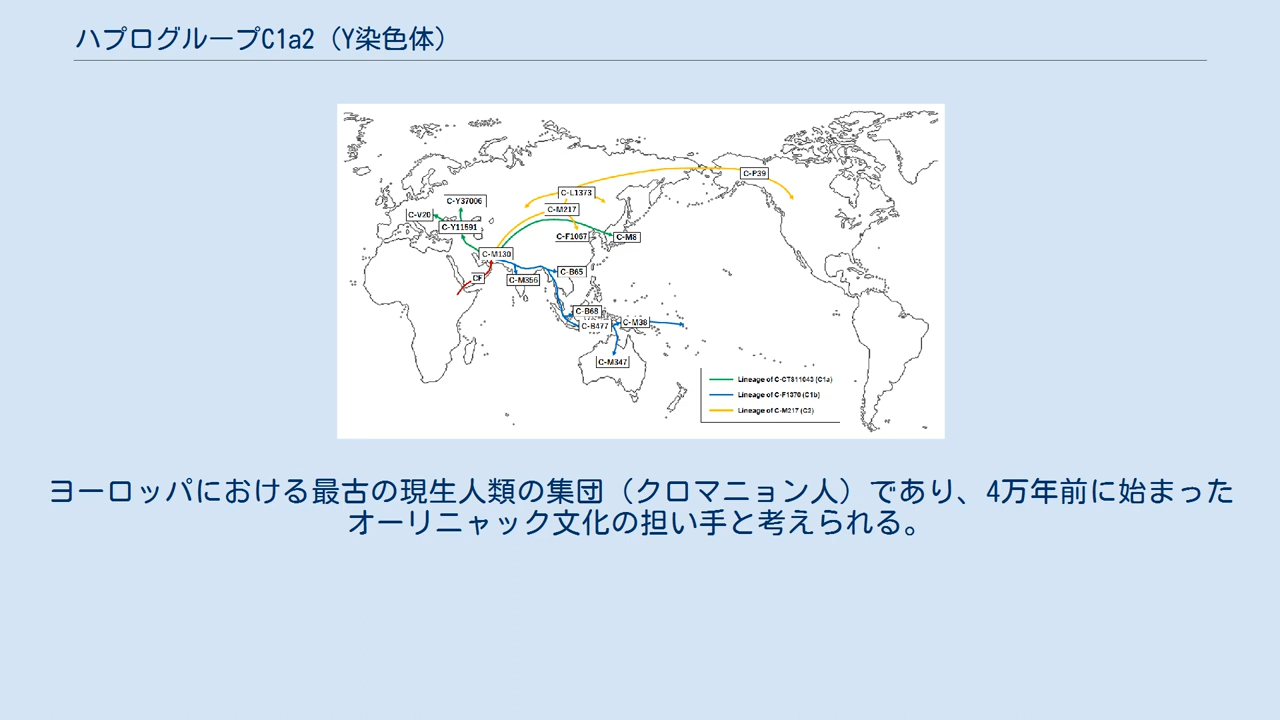 ハプログループC1a2（Y染色体）
C-P39
C-L1373
C-Y37006
C-M217
C-V20
C-Y11591
C-F1067
C-M8
C-M130
C-B65
CF
C-M356
C-B68
C-M38
C-B477
C-M347
Lineage of C-CTS11043 (C1a)
Lineage of C-F1370 (C1b)
Lineage of C-M217 (C2)
ヨーロッパにおける最古の現生人類の集団（クロマニョン人）であり、4万年前に始まった
オーリニャック文化の担い手と考えられる。